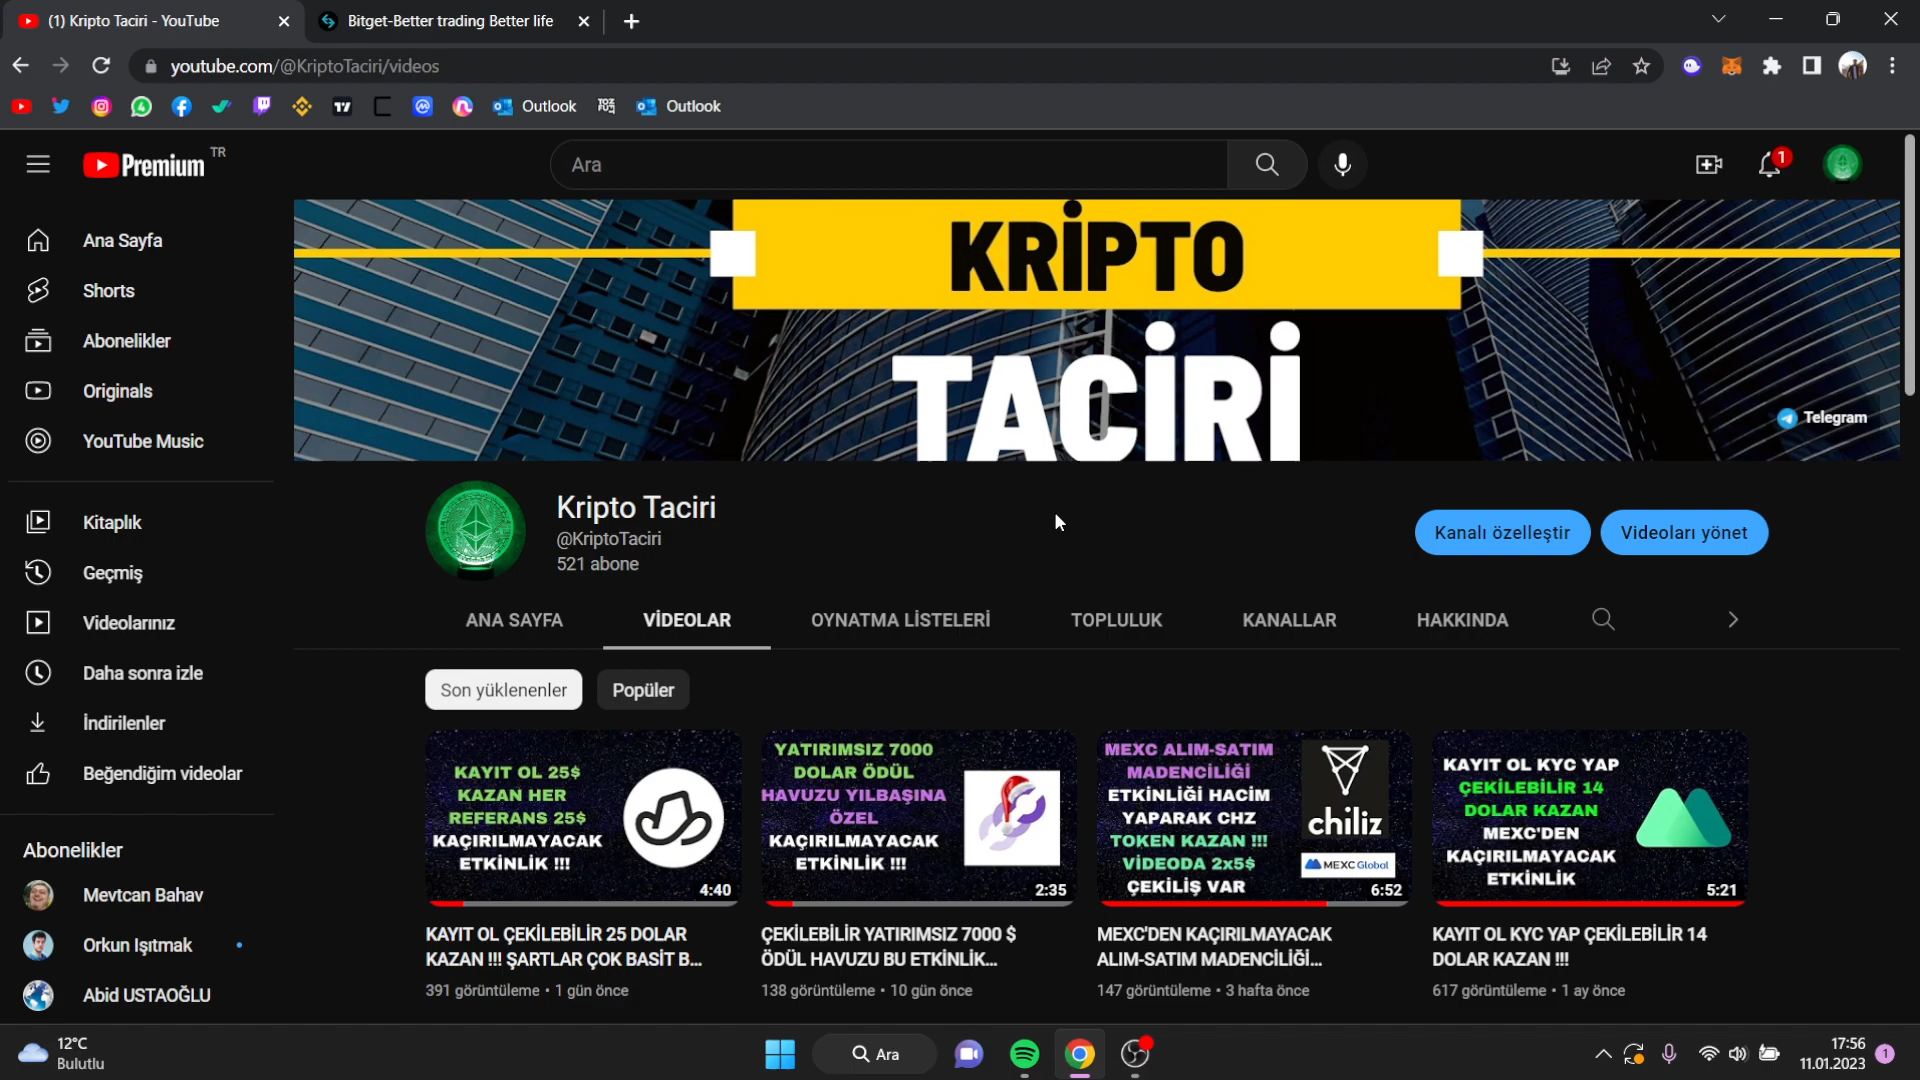 (1) Kripto Taciri - YouTube
Bitget-Better trading Better life
youtube.com/@KriptoTaciri/videos
Outlook
Outlook
Premium TR
Ara
1
Ana Sayfa
Shorts
Abonelikler
Originals
YouTube Music
Kitaplık
Geçmiş
Videolarınız
Daha sonra izle
İndirilenler
Beğendiğim videolar
Abonelikler
Mevtcan Bahav
Orkun Işıtmak
Abid USTAOĞLU
KRİPTO
TACİRİ
Telegram
Kripto Taciri
@KriptoTaciri
521 abone
Kanalı özelleştir
Videoları yönet
ANA SAYFA
VİDEOLAR
OYNATMA LİSTELERİ
TOPLULUK
KANALLAR
HAKKINDA
Son yüklenenler
Popüler
KAYIT OL 25$
KAZAN HER
REFERANS 25$
KAÇIRILMAYACAK
ETKİNLİK !!!
4:40
KAYIT OL ÇEKİLEBİLİR 25 DOLAR
KAZAN !!! ŞARTLAR ÇOK BASİT B...
391 görüntüleme • 1 gün önce
YATIRIMSIZ 7000
DOLAR ÖDÜL
HAVUZU YILBAŞINA
ÖZEL
KAÇIRILMAYACAK
ETKİNLİK !!!
2:35
ÇEKİLEBİLİR YATIRIMSIZ 7000 $
ÖDÜL HAVUZU BU ETKİNLİK...
138 görüntüleme • 10 gün önce
MEXC ALIM-SATIM
MADENCİLİĞİ
ETKİNLİĞİ HACİM
YAPARAK CHZ
TOKEN KAZAN !!!
VİDEODA 2x5$
ÇEKİLİŞ VAR
chiliz
MEXC Global
6:52
MEXC'DEN KAÇIRILMAYACAK
ALIM-SATIM MADENCİLİĞİ...
147 görüntüleme • 3 hafta önce
KAYIT OL KYC YAP
ÇEKİLEBİLİR 14
DOLAR KAZAN
MEXC'DEN
KAÇIRILMAYACAK
ETKİNLİK
5:21
KAYIT OL KYC YAP ÇEKİLEBİLİR 14
DOLAR KAZAN !!!
617 görüntüleme • 1 ay önce
12°C
Bulutlu
Ara
17:56
11.01.2023
1